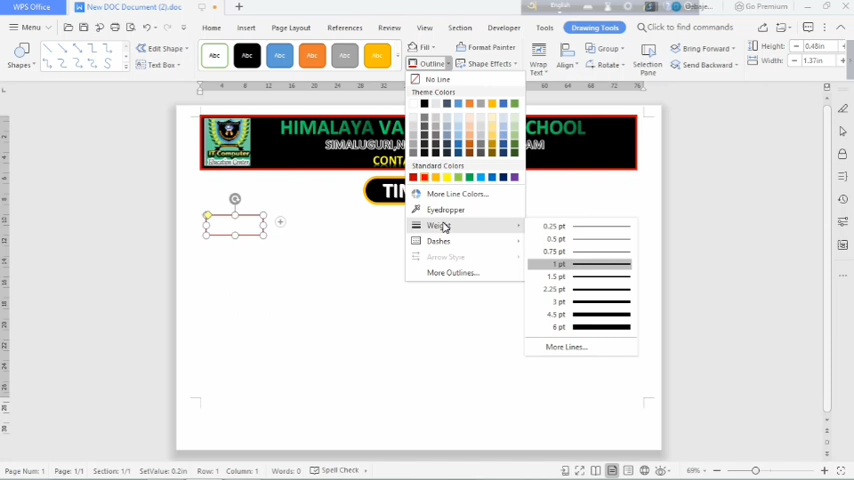 WPS Office
New DOC Document (2).docx
English
Gobaje...
Go Premium
Menu
Home
Insert
Page Layout
References
Review
View
Section
Developer
Tools
Drawing Tools
Click to find commands
Shapes
Edit Shape
Text Box
Abc
Abc
Abc
Abc
Abc
Abc
Fill
Outline
Format Painter
Shape Effects
Wrap
Text
Align
Group
Rotate
Selection
Pane
Bring Forward
Send Backward
Height:
0.48in
Width:
1.37in
No Line
Theme Colors
Standard Colors
More Line Colors...
Eyedropper
Dashes
Arrow Style
More Outlines...
0.25 pt
0.5 pt
0.75 pt
1 pt
1.5 pt
2.25 pt
3 pt
4.5 pt
6 pt
More Lines...
HIMALAYA VA
SCHOOL
SIMALUGURI,N
AM
CONTA
TIM
Page Num: 1
Page: 1/1
Section: 1/1
SetValue: 0.2in
Row: 1
Column: 1
Words: 0
Spell Check
69%